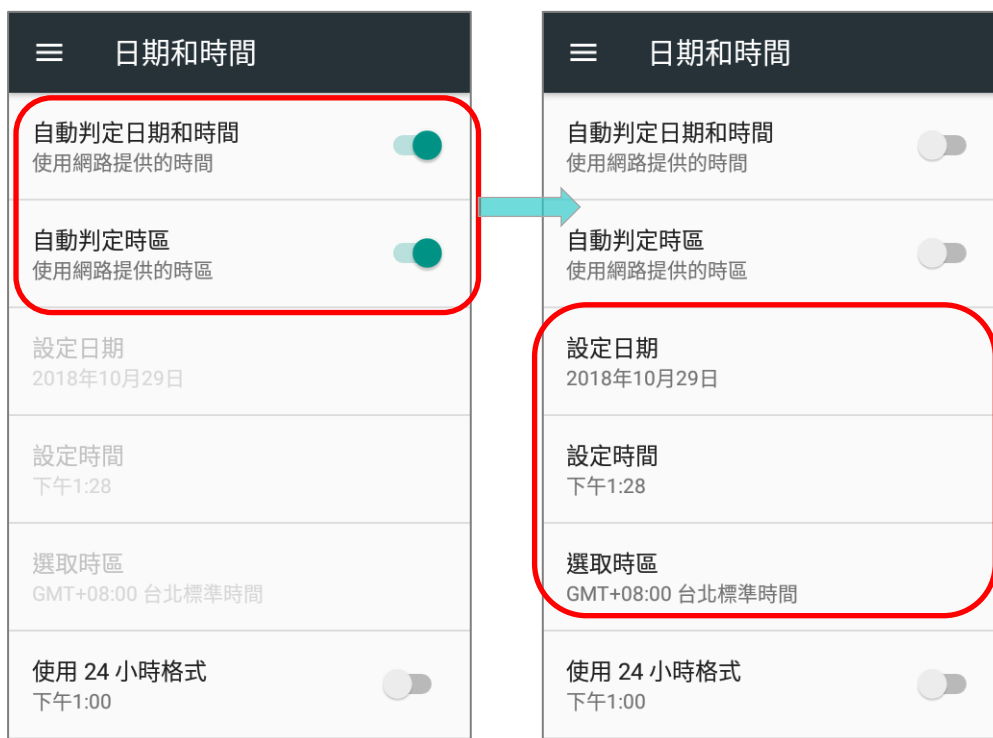 日期和時間
自動判定日期和時間
使用網路提供的時間
自動判定時區
使用網路提供的時區
設定日期
2018年10月29日
設定時間
下午1:28
選取時區
GMT+08:00 台北標準時間
使用 24 小時格式
下午1:00
日期和時間
自動判定日期和時間
使用網路提供的時間
自動判定時區
使用網路提供的時區
設定日期
2018年10月29日
設定時間
下午1:28
選取時區
GMT+08:00 台北標準時間
使用 24 小時格式
下午1:00